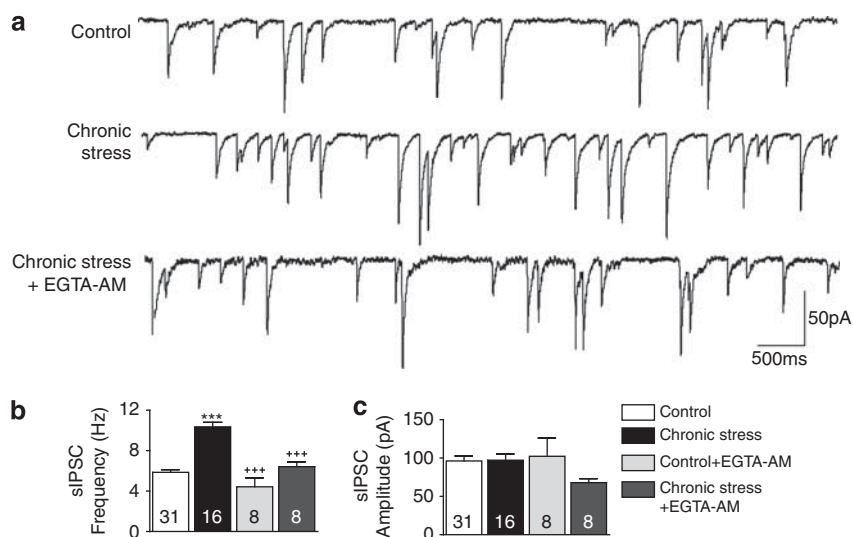 a
Control
Chronic
stress
Chronic stress
+ EGTA-AM
50pA
500ms
b
sIPSC
Frequency (Hz)
12
8
4
0
***
+++
+++
31
16
8
8
c
sIPSC
Amplitude (pA)
150
100
50
0
31
16
8
8
Control
Chronic stress
Control+EGTA-AM
Chronic stress
+EGTA-AM